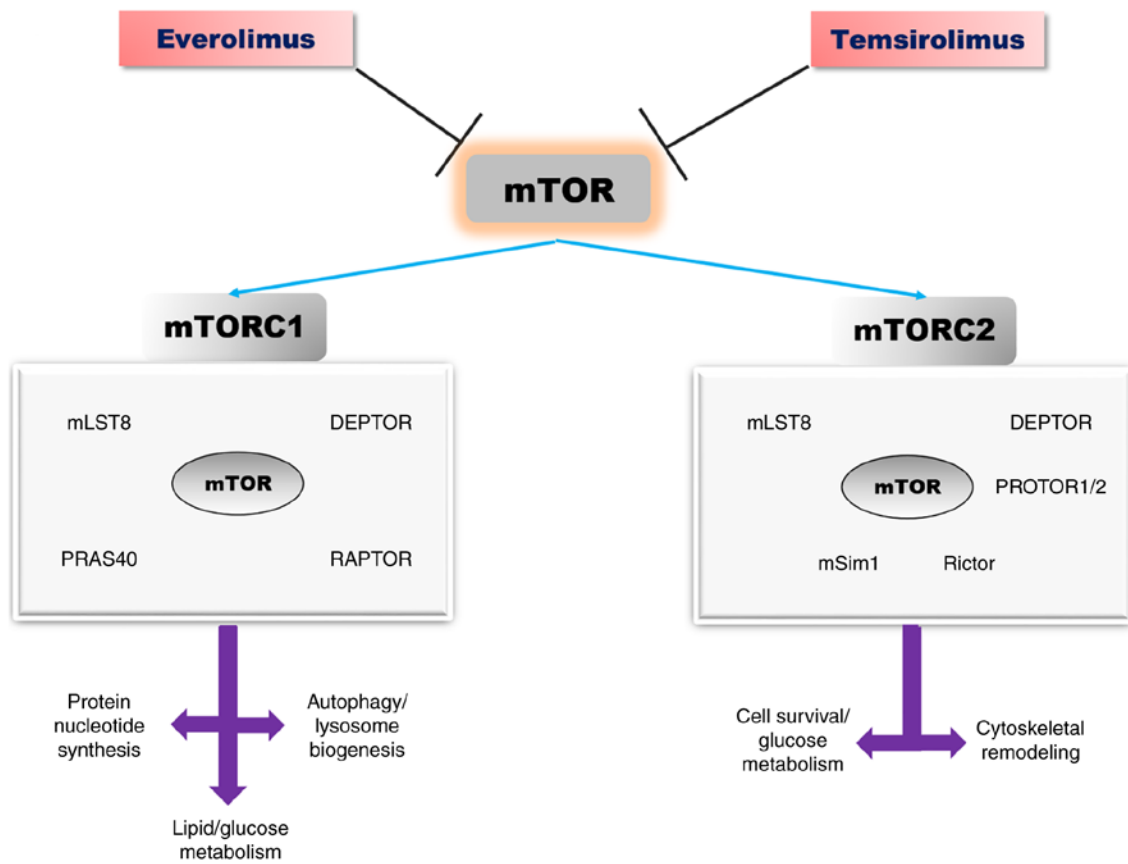 Everolimus
Temsirolimus
mTOR
mTORC1
mTORC2
mLST8
DEPTOR
mTOR
PRAS40
RAPTOR
mLST8
DEPTOR
mTOR
PROTOR1/2
mSim1
Rictor
Protein
nucleotide
synthesis
Autophagy/
lysosome
biogenesis
Lipid/glucose
metabolism
Cell survival/
glucose
metabolism
Cytoskeletal
remodeling